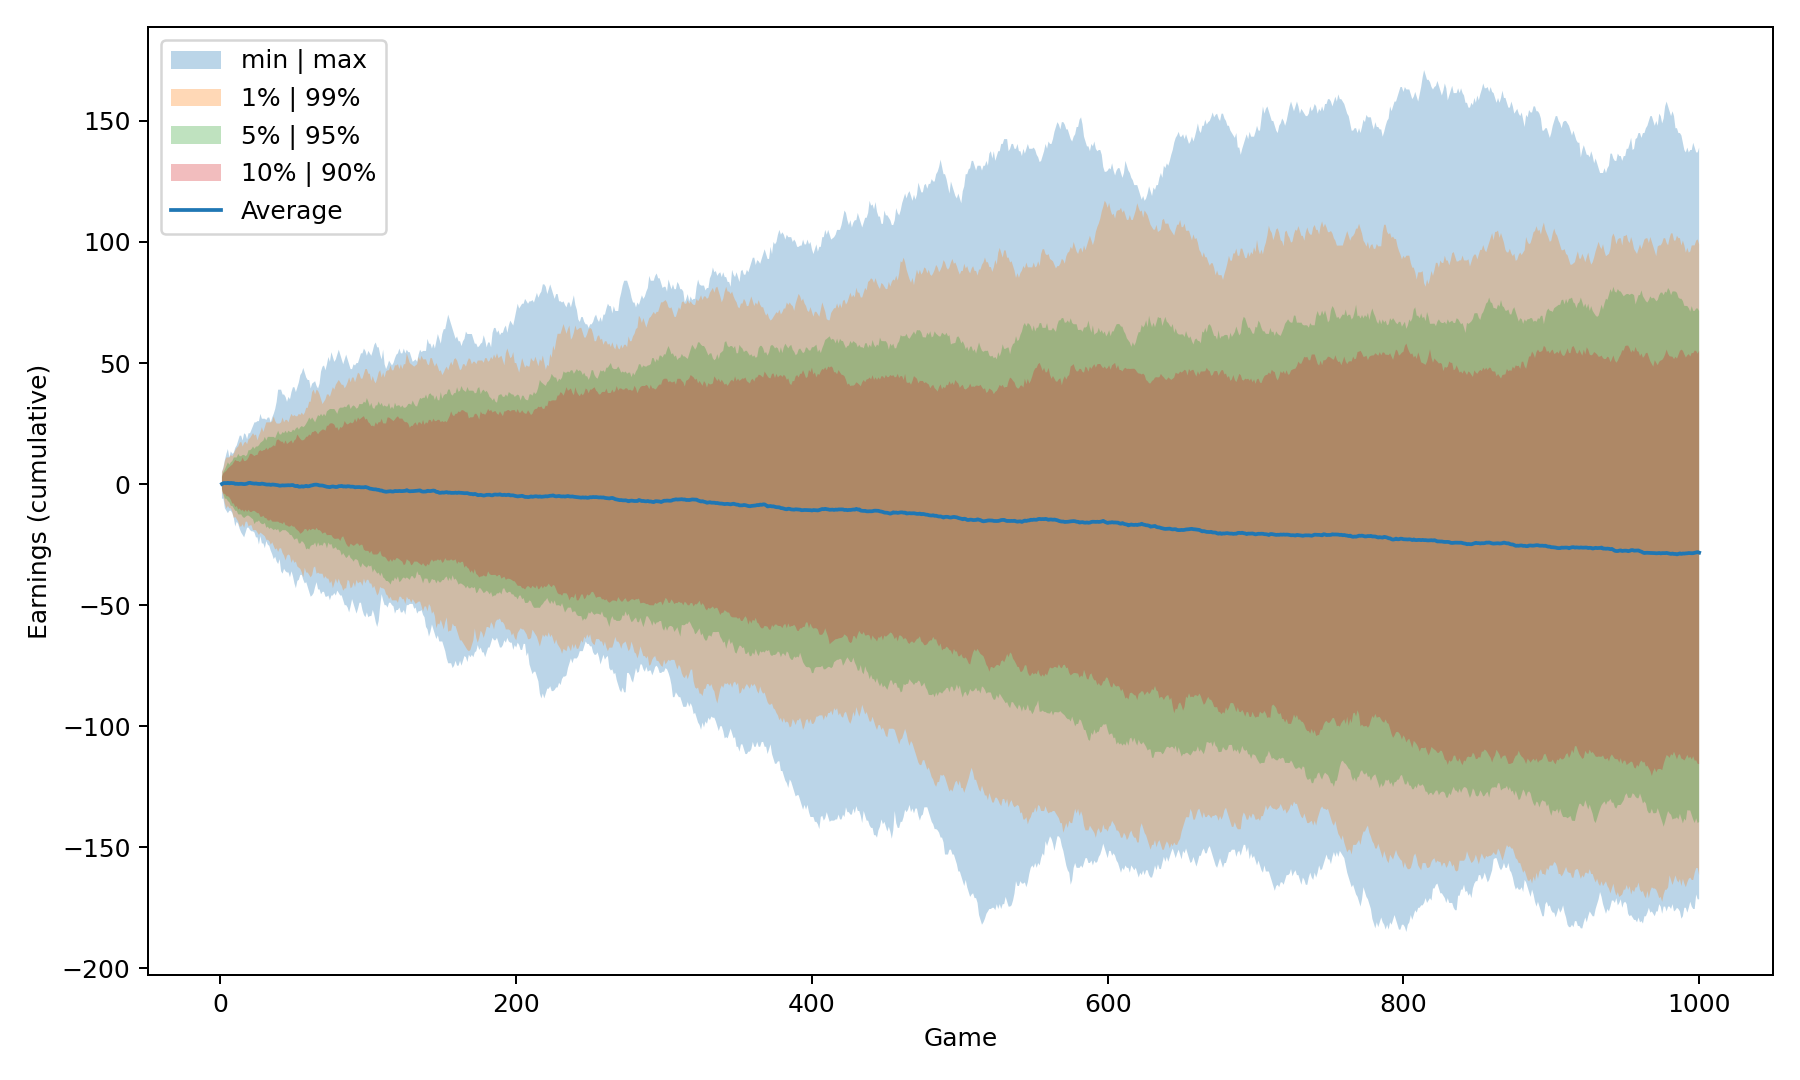 min | max
1% | 99%
5% | 95%
10% | 90%
Average
150
100
50
0
−50
−100
−150
−200
Earnings (cumulative)
0 200 400 600 800 1000
Game